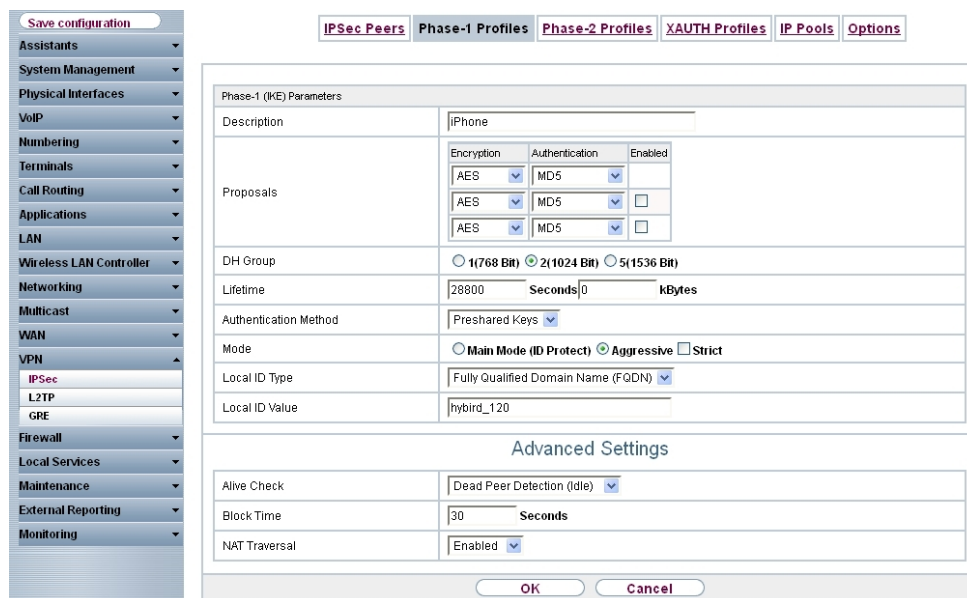 Save configuration
Assistants
System Management
Physical Interfaces
VoIP
Numbering
Terminals
Call Routing
Applications
LAN
Wireless LAN Controller
Networking
Multicast
WAN
VPN
IPSec
L2TP
GRE
Firewall
Local Services
Maintenance
External Reporting
Monitoring
IPSec Peers Phase-1 Profiles Phase-2 Profiles XAUTH Profiles IP Pools Options
Phase-1 (IKE) Parameters
Description iPhone
Proposals
Encryption Authentication Enabled
AES MD5
AES MD5
AES MD5
DH Group 1(768 Bit) 2(1024 Bit) 5(1536 Bit)
Lifetime 28800 Seconds 0 kBytes
Authentication Method Preshared Keys
Mode Main Mode (ID Protect) Aggressive Strict
Local ID Type Fully Qualified Domain Name (FQDN)
Local ID Value hybird_120
Advanced Settings
Alive Check Dead Peer Detection (Idle)
Block Time 30 Seconds
NAT Traversal Enabled
OK Cancel